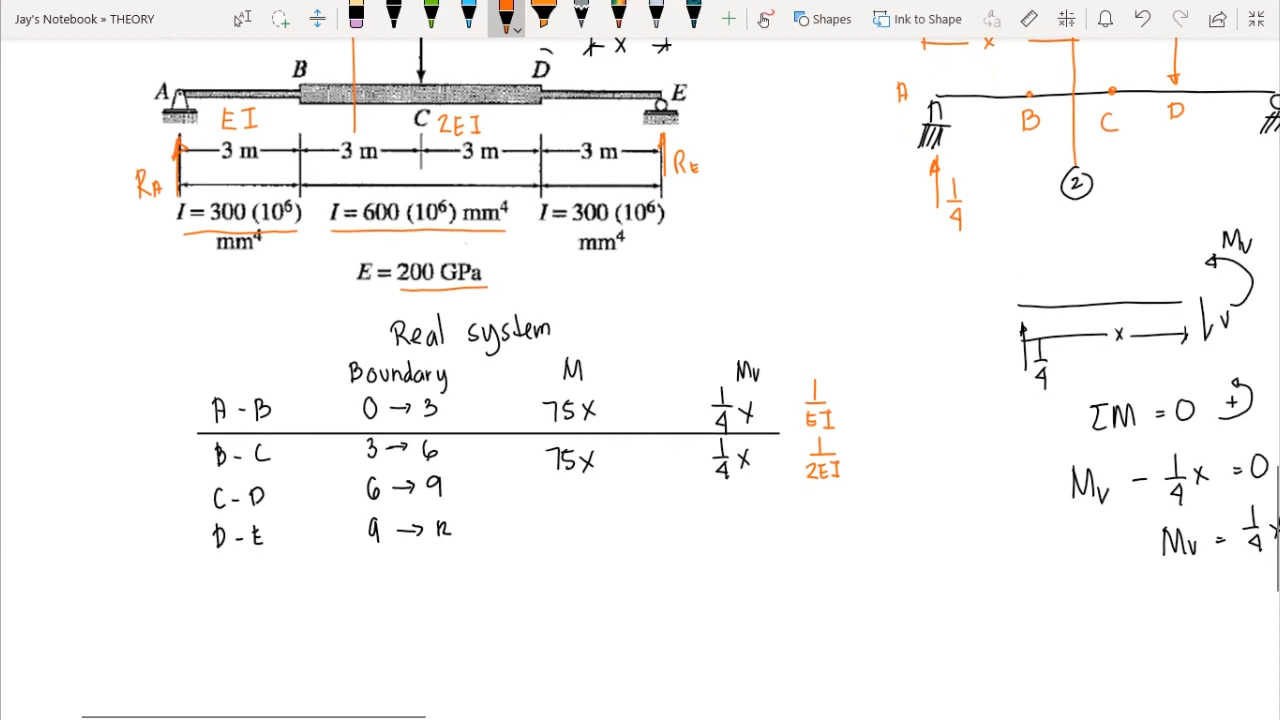 Jay's Notebook » THEORY
Shapes
Ink to Shape
x
x
B
D
A
E
A
EI
C
2EI
B
C
D
3 m
3 m
3 m
3 m
R_A
R_E
2
1/4
I = 300 (10⁶)
I = 600 (10⁶) mm⁴
I = 300 (10⁶)
mm⁴
mm⁴
E = 200 GPa
Mv
V
x
1/4
Real system
Boundary
M
Mv
A - B
0 → 3
75x
1/4 x
1/EI
B - C
3 → 6
75x
1/4 x
1/2EI
C - D
6 → 9
D - E
9 → 12
ΣM = 0 +
Mv - 1/4 x = 0
Mv = 1/4 x